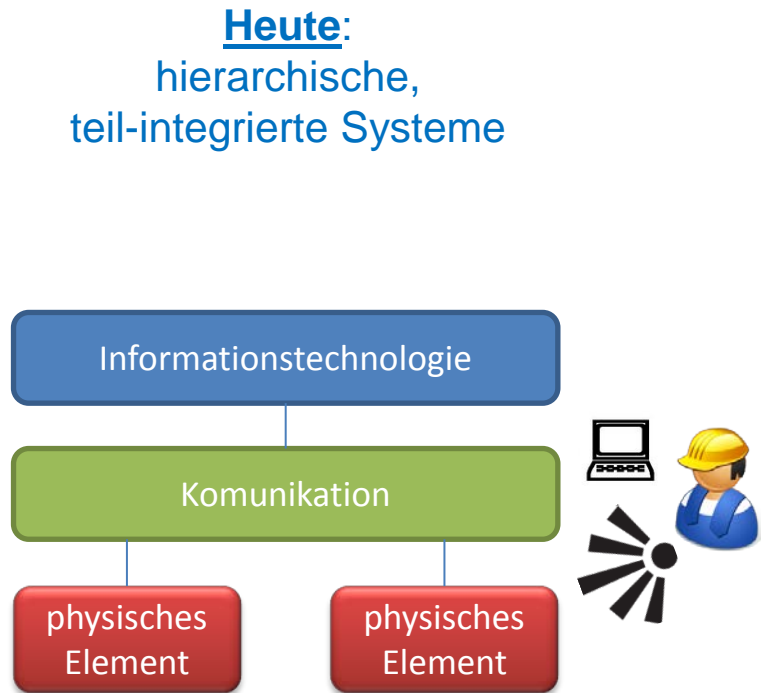 Heute:
hierarchische,
teil-integrierte Systeme
Informationstechnologie
Komunikation
physisches
Element
physisches
Element